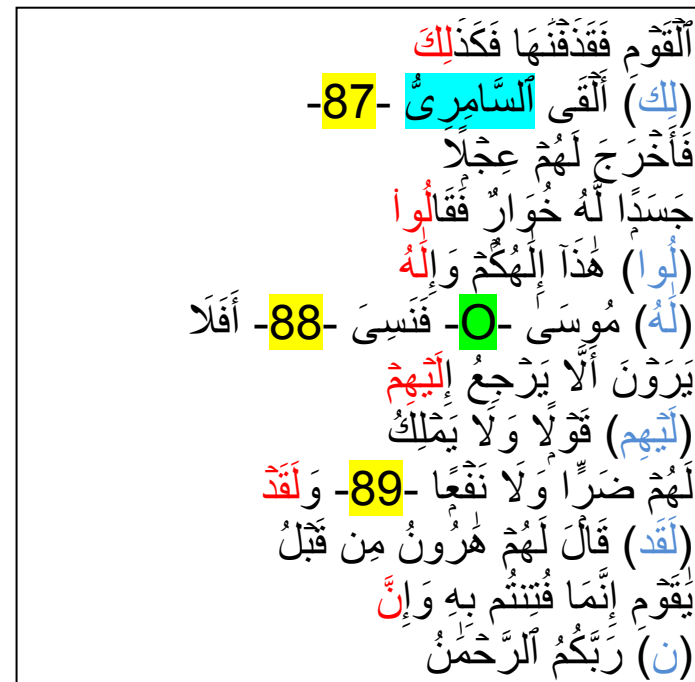 ٱلۡقَوۡمِ فَقَذَفۡنَٰهَا فَكَذَٰلِكَ
(لِك) أَلۡقَى ٱلسَّامِرِىُّ -87-
فَأَخۡرَجَ لَهُمۡ عِجۡلًا
جَسَدًا لَّهُۥ خُوَارٌ فَقَالُوا۟
(لُوا) هَٰذَآ إِلَٰهُكُمۡ وَإِلَٰهُ
(لَٰهُ) مُوسَىٰ -O- فَنَسِىَ -88- أَفَلَا
يَرَوۡنَ أَلَّا يَرۡجِعُ إِلَيۡهِمۡ
(لَيۡهِم) قَوۡلًا وَلَا يَمۡلِكُ
لَهُمۡ ضَرًّا وَلَا نَفۡعًا -89- وَلَقَدۡ
(لَقَد) قَالَ لَهُمۡ هَٰرُونُ مِن قَبۡلُ
يَٰقَوۡمِ إِنَّمَا فُتِنتُم بِهِۦ وَإِنَّ
(ن) رَبَّكُمُ ٱلرَّحۡمَٰنُ